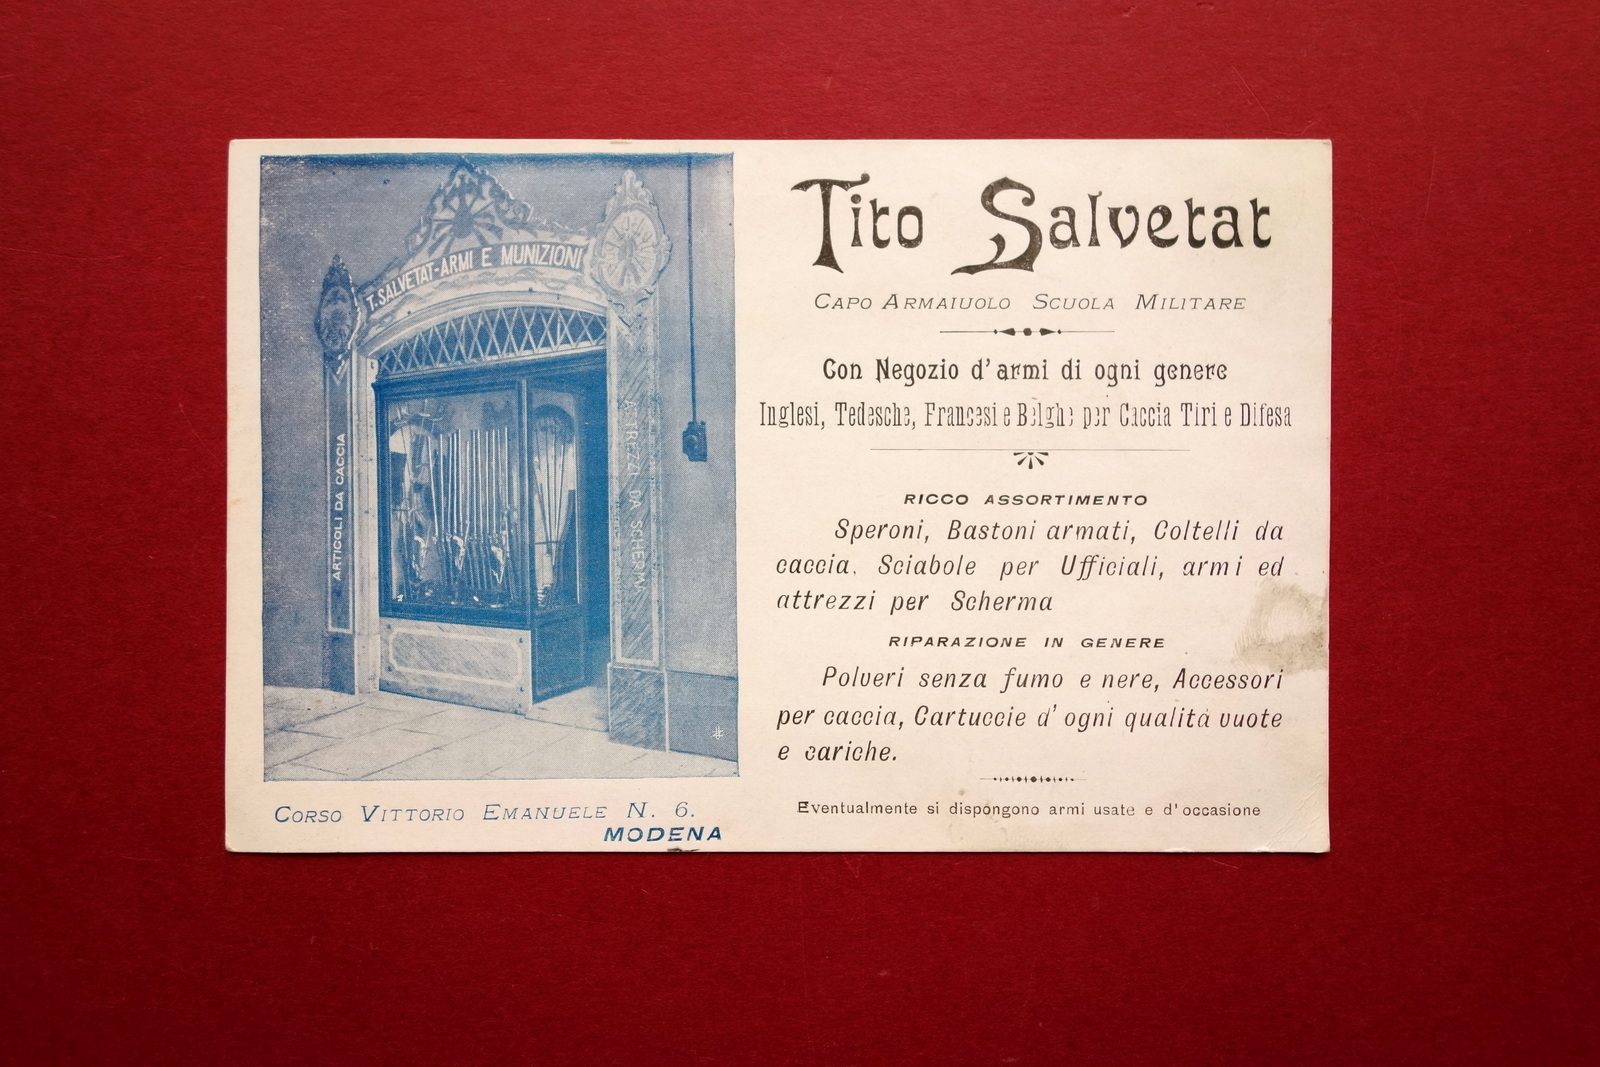 T. SALVETAT-ARMI E MUNIZIONI
ARTICOLI DA CACCIA
ATTREZZI DA SCHERMA
CORSO VITTORIO EMANUELE N. 6.
MODENA
Tito Salvetat
CAPO ARMAIUOLO SCUOLA MILITARE
Con Negozio d'armi di ogni genere
Inglesi, Tedesche, Francesi e Belghe per Caccia Tiri e Difesa
RICCO ASSORTIMENTO
Speroni, Bastoni armati, Coltelli da
caccia. Sciabole per Ufficiali, armi ed
attrezzi per Scherma
RIPARAZIONE IN GENERE
Polveri senza fumo e nere, Accessori
per caccia, Cartuccie d'ogni qualità vuote
e cariche.
Eventualmente si dispongono armi usate e d'occasione